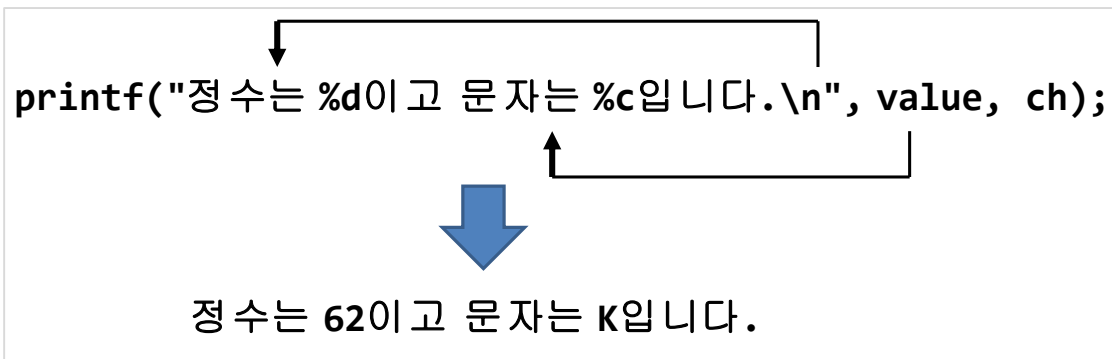 printf("정수는 %d이고 문자는 %c입니다.\n", value, ch);
정수는 62이고 문자는 K입니다.